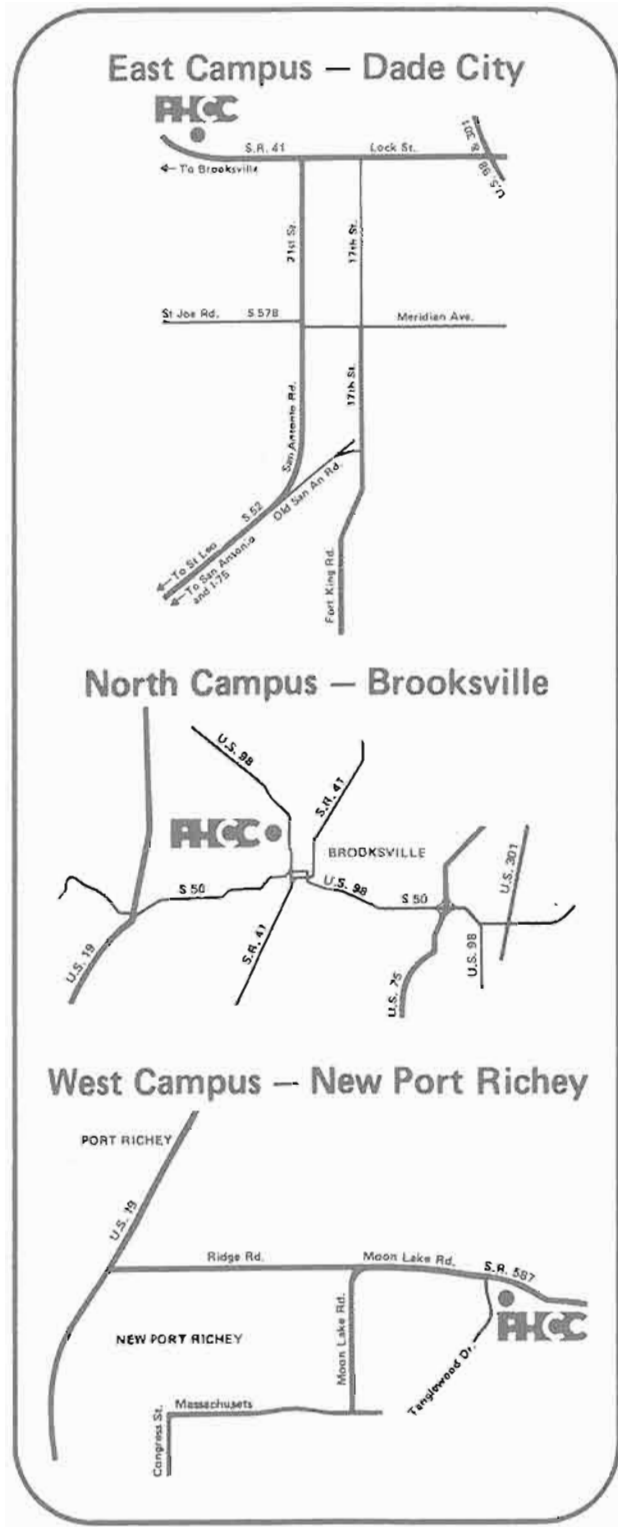 East Campus – Dade City
PHCC
S.R. 41
Lock St.
U.S. 98 & 301
← To Brooksville
21st St.
17th St.
St Joe Rd.
S 578
Meridian Ave.
17th St.
San Antonio Rd.
Old San An Rd.
S 52
← To St Leo
← To San Antonio
and I-75
Fort King Rd.
North Campus – Brooksville
U.S. 98
S.R. 41
PHCC
BROOKSVILLE
U.S. 301
S 50
U.S. 98
S 50
S.R. 41
U.S. 19
U.S. 98
U.S. 75
West Campus – New Port Richey
PORT RICHEY
U.S. 19
Ridge Rd.
Moon Lake Rd.
S.R. 587
PHCC
NEW PORT RICHEY
Moon Lake Rd.
Tanglewood Dr.
Massachusets
Congress St.